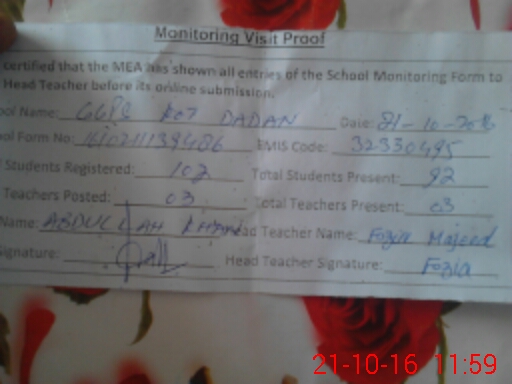 Monitoring Visit Proof
certified that the MEA has shown all entries of the School Monitoring Form to
Head Teacher before its online submission.
ool Name: GGPS KOT DADAN Date: 21-10-2016
ool Form No: EMIS Code: 32330495
Students Registered: 102 Total Students Present: 92
Teachers Posted: 03 Total Teachers Present: 03
Name: ABDULLAH KHAN ead Teacher Name: Fozia Majeed
Signature: Head Teacher Signature: Fozia
21-10-16 11:59